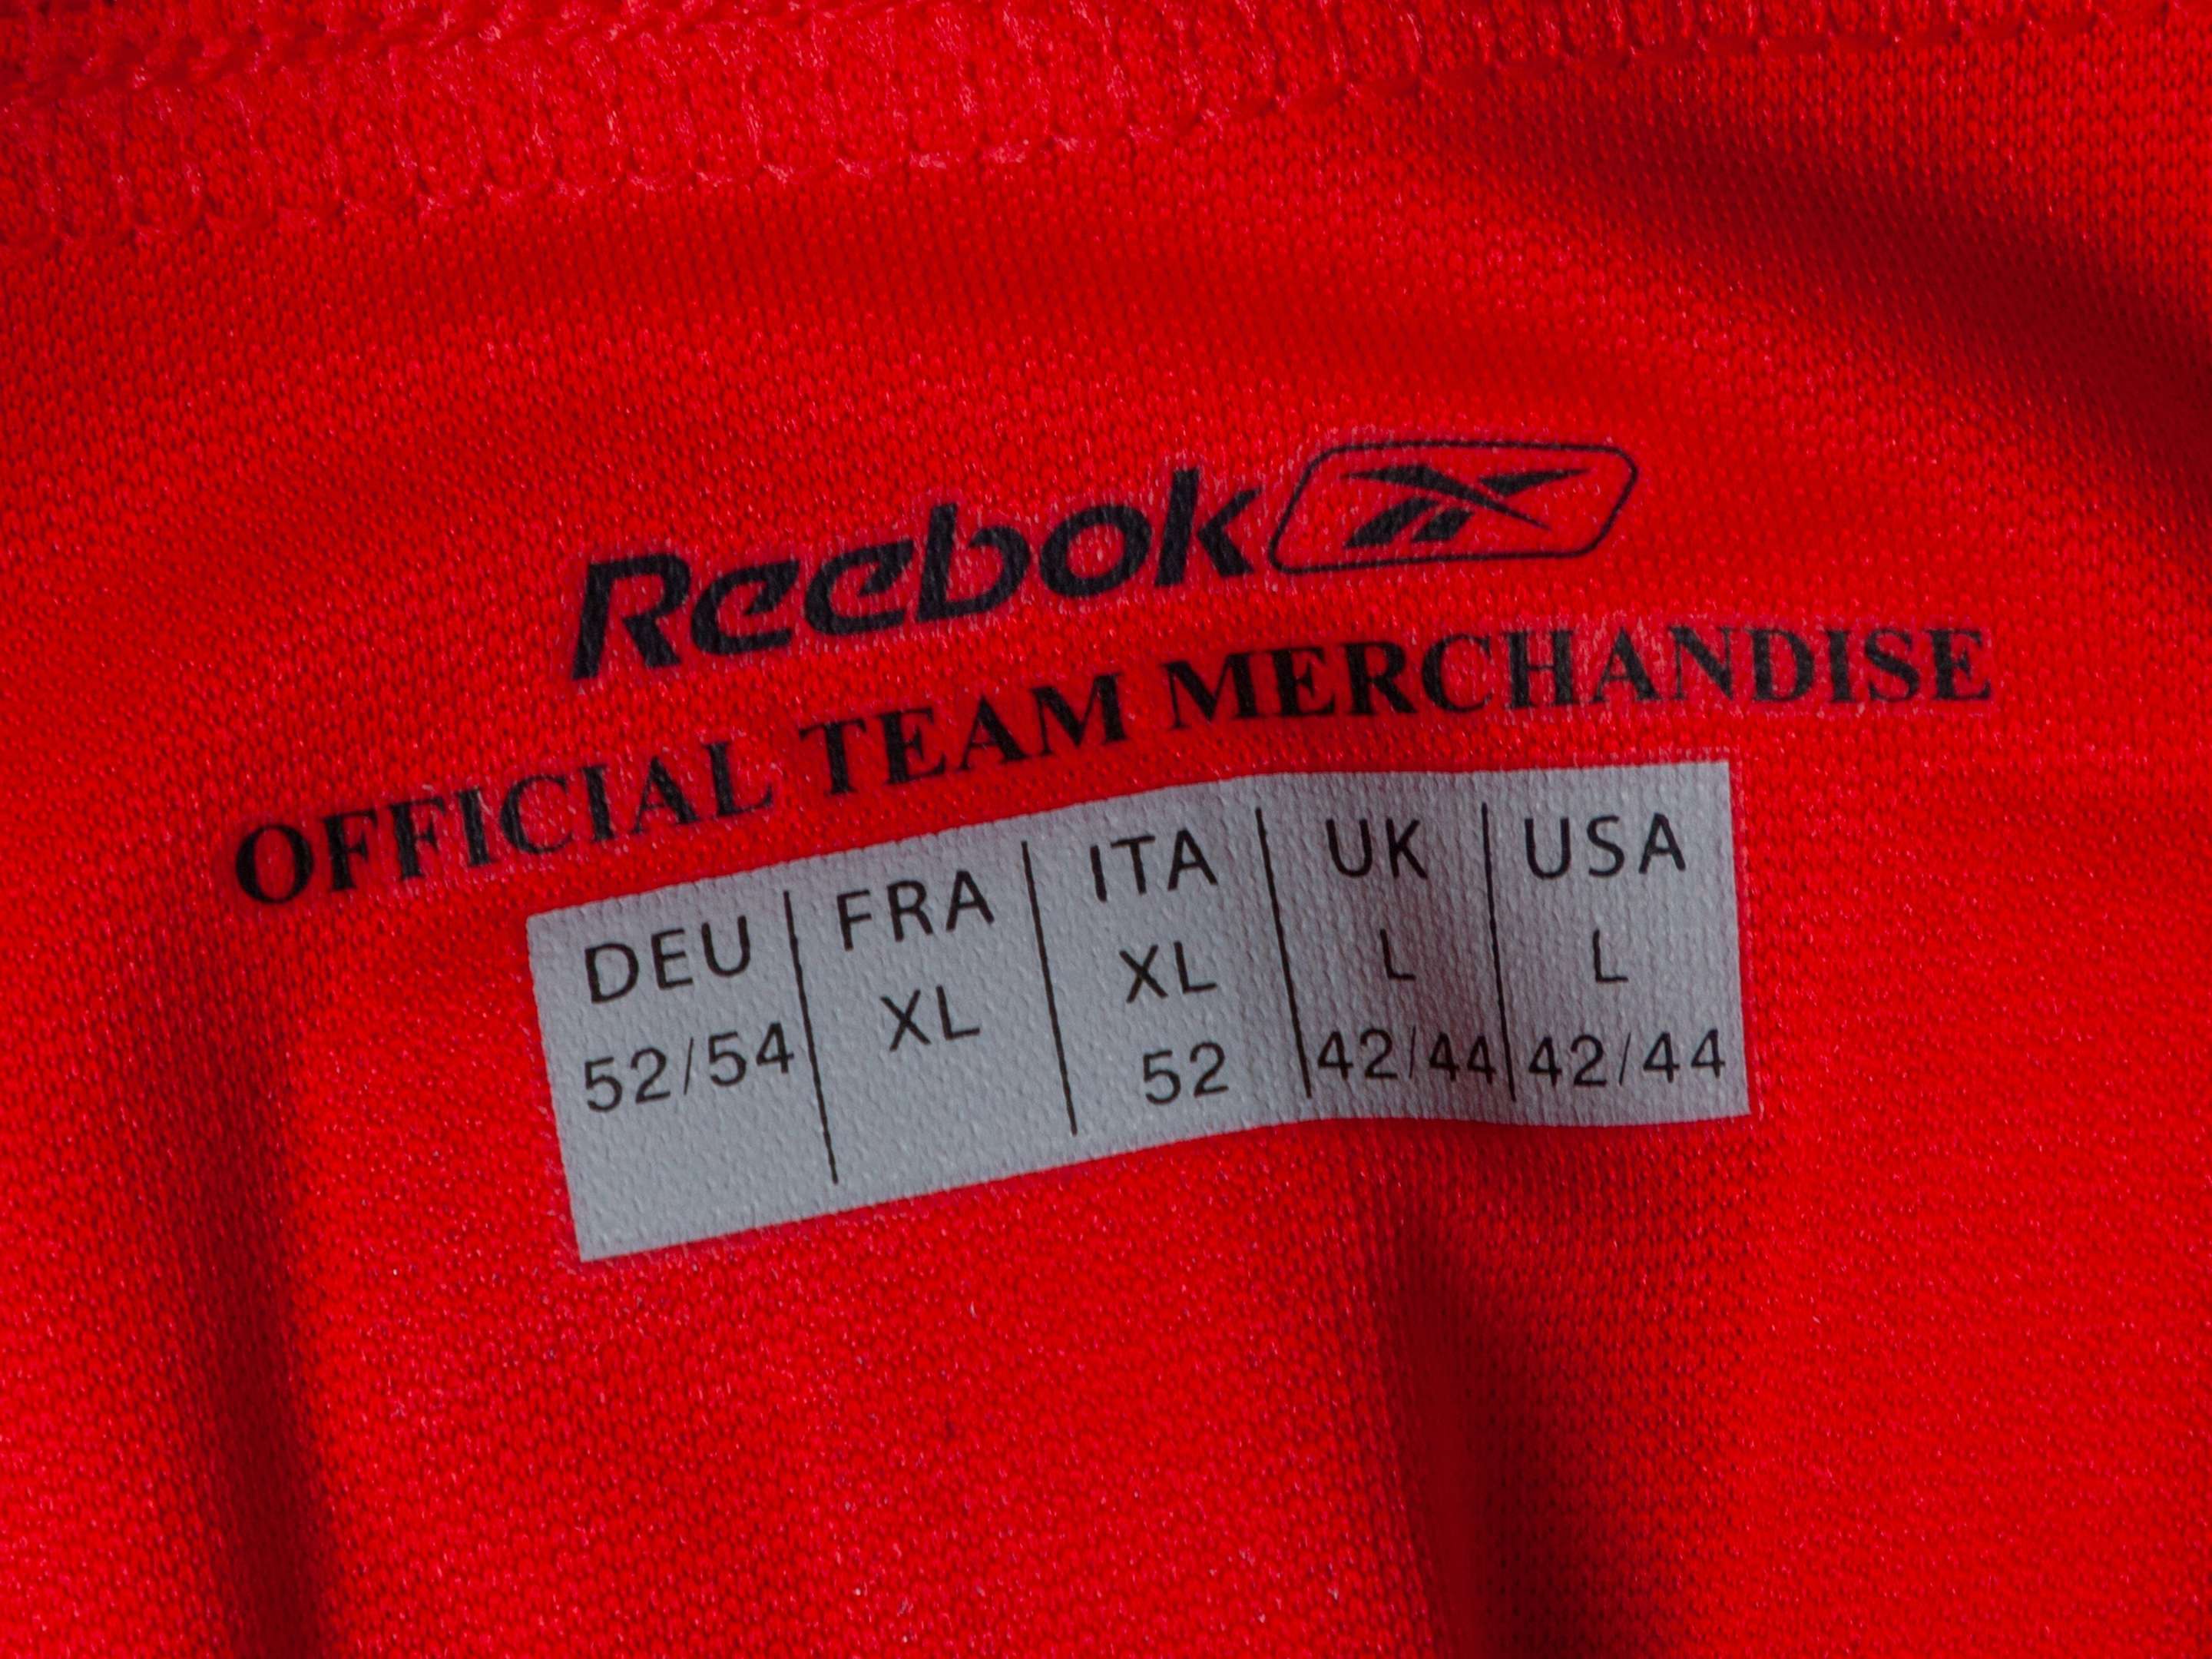 Reebok
OFFICIAL TEAM MERCHANDISE
DEU FRA ITA UK USA
52/54 XL XL L L
52 42/44 42/44